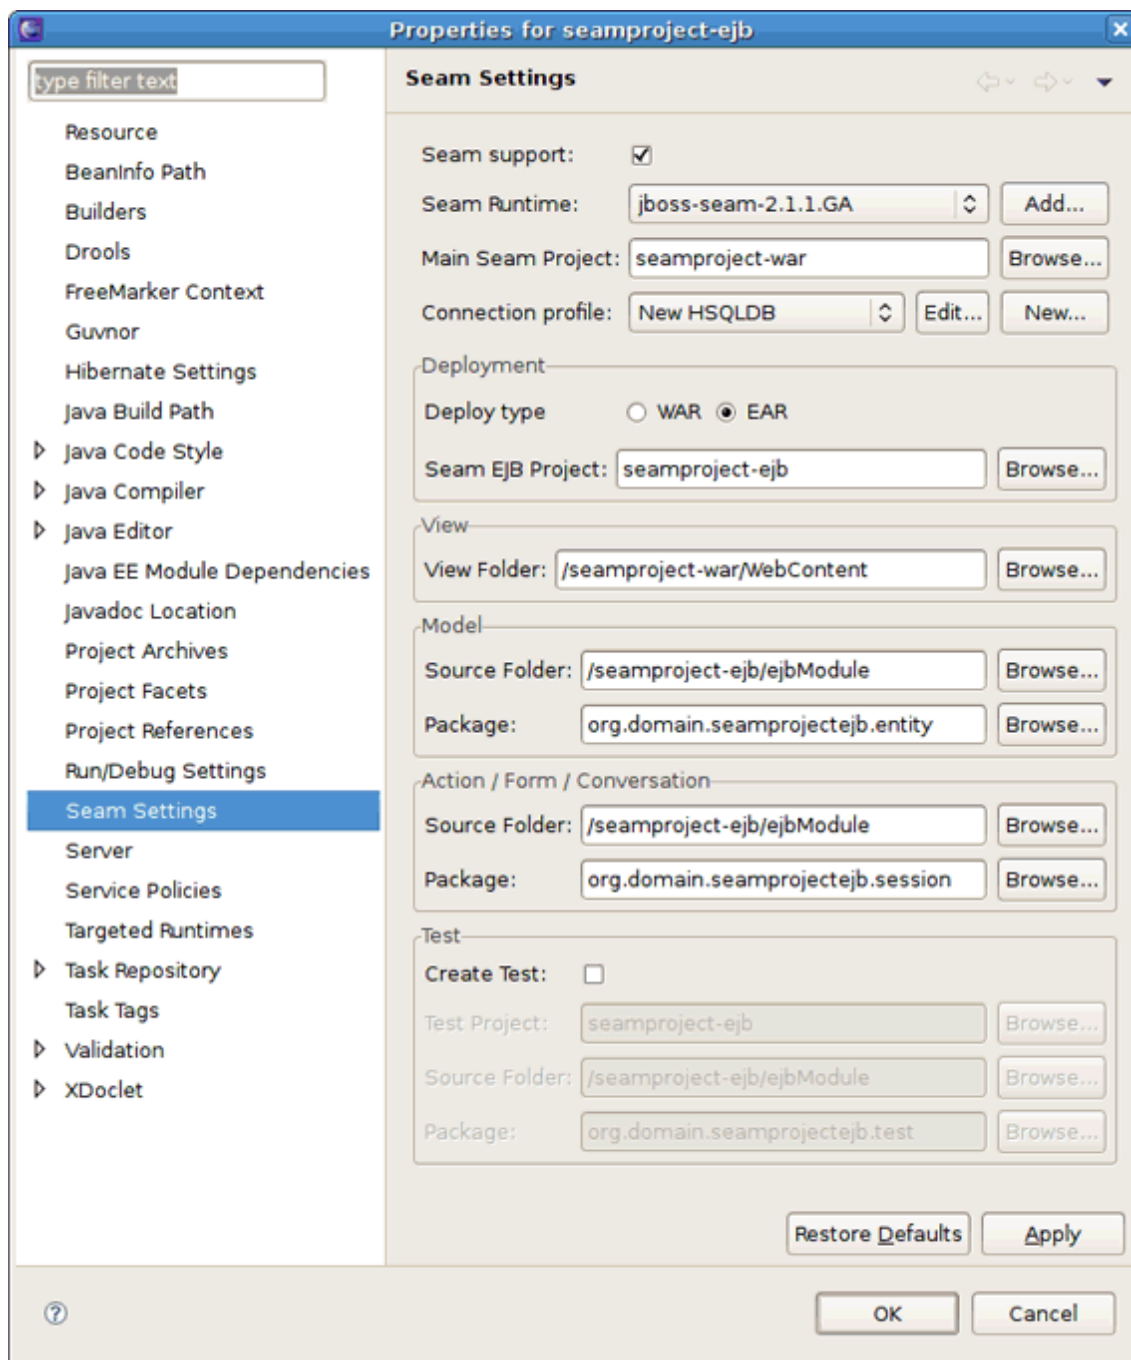 Properties for seamproject-ejb
type filter text
Resource
BeanInfo Path
Builders
Drools
FreeMarker Context
Guvnor
Hibernate Settings
Java Build Path
Java Code Style
Java Compiler
Java Editor
Java EE Module Dependencies
Javadoc Location
Project Archives
Project Facets
Project References
Run/Debug Settings
Seam Settings
Server
Service Policies
Targeted Runtimes
Task Repository
Task Tags
Validation
XDoclet
Seam Settings
Seam support:
Seam Runtime: jboss-seam-2.1.1.GA Add...
Main Seam Project: seamproject-war Browse...
Connection profile: New HSQLDB Edit... New...
Deployment
Deploy type WAR EAR
Seam EJB Project: seamproject-ejb Browse...
View
View Folder: /seamproject-war/WebContent Browse...
Model
Source Folder: /seamproject-ejb/ejbModule Browse...
Package: org.domain.seamprojectejb.entity Browse...
Action / Form / Conversation
Source Folder: /seamproject-ejb/ejbModule Browse...
Package: org.domain.seamprojectejb.session Browse...
Test
Create Test:
Test Project: seamproject-ejb Browse...
Source Folder: /seamproject-ejb/ejbModule Browse...
Package: org.domain.seamprojectejb.test Browse...
Restore Defaults Apply
? OK Cancel